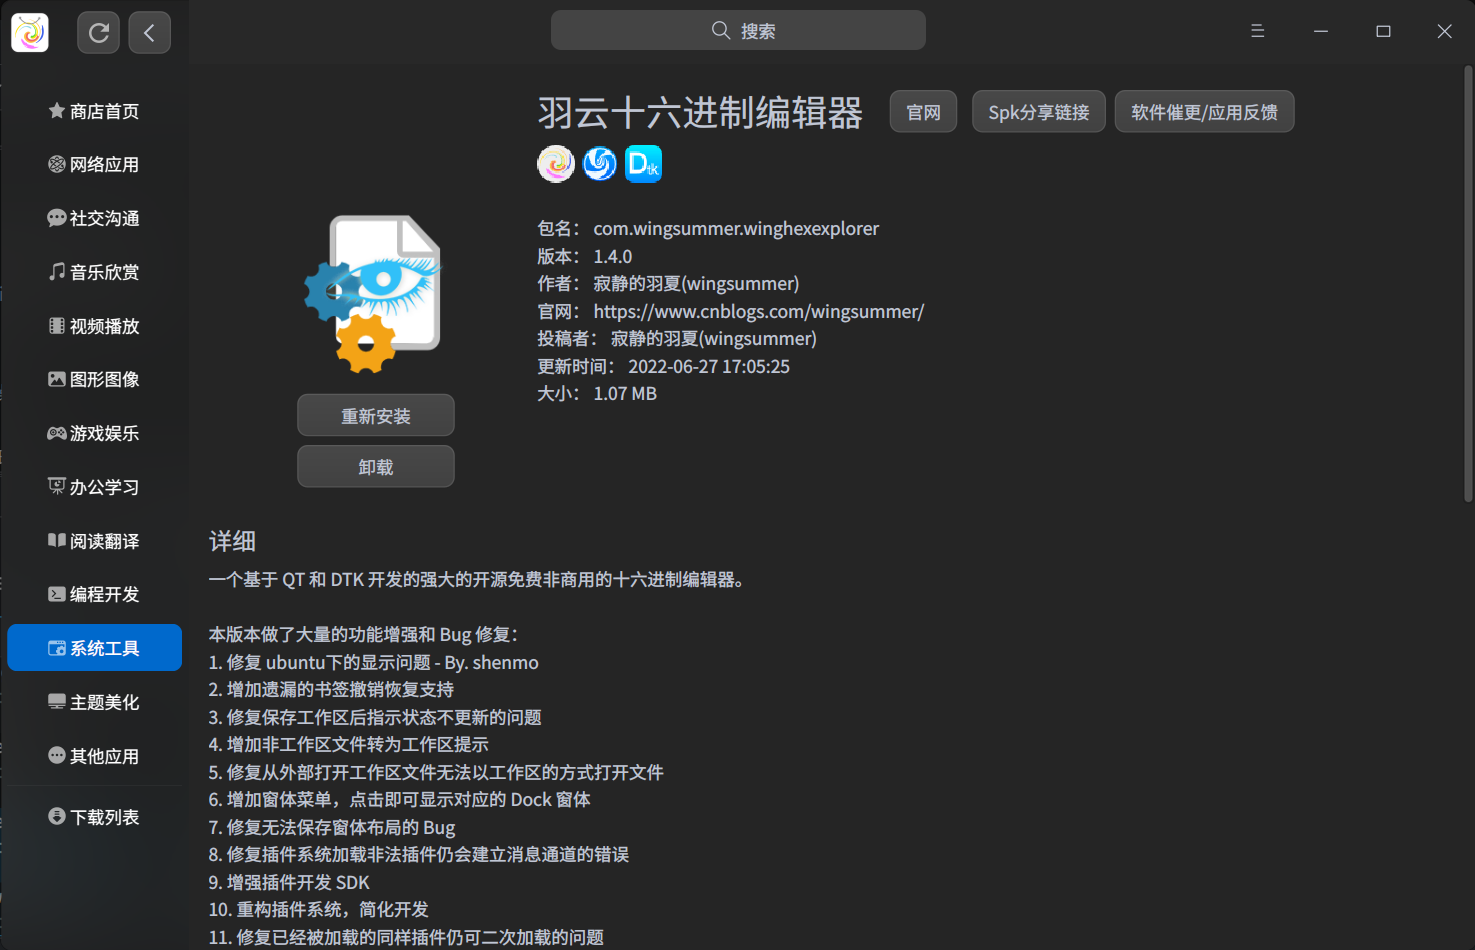 搜索
商店首页
网络应用
社交沟通
音乐欣赏
视频播放
图形图像
游戏娱乐
办公学习
阅读翻译
编程开发
系统工具
主题美化
其他应用
下载列表
羽云十六进制编辑器
官网
Spk分享链接
软件催更/应用反馈
Dtk
包名： com.wingsummer.winghexexplorer
版本： 1.4.0
作者： 寂静的羽夏(wingsummer)
官网： https://www.cnblogs.com/wingsummer/
投稿者： 寂静的羽夏(wingsummer)
更新时间： 2022-06-27 17:05:25
大小： 1.07 MB
重新安装
卸载
详细
一个基于 QT 和 DTK 开发的强大的开源免费非商用的十六进制编辑器。
本版本做了大量的功能增强和 Bug 修复：
1. 修复 ubuntu下的显示问题 - By. shenmo
2. 增加遗漏的书签撤销恢复支持
3. 修复保存工作区后指示状态不更新的问题
4. 增加非工作区文件转为工作区提示
5. 修复从外部打开工作区文件无法以工作区的方式打开文件
6. 增加窗体菜单，点击即可显示对应的 Dock 窗体
7. 修复无法保存窗体布局的 Bug
8. 修复插件系统加载非法插件仍会建立消息通道的错误
9. 增强插件开发 SDK
10. 重构插件系统，简化开发
11. 修复已经被加载的同样插件仍可二次加载的问题